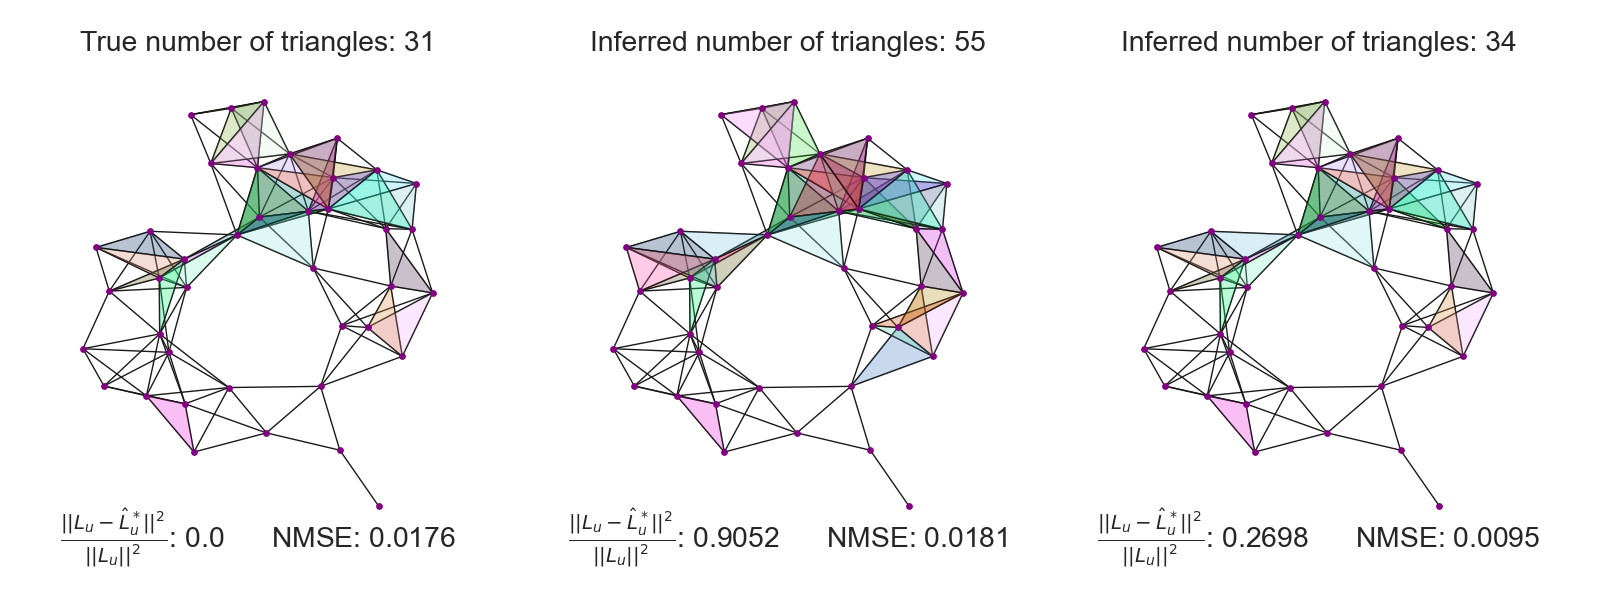 True number of triangles: 31
Inferred number of triangles: 55
Inferred number of triangles: 34
$\frac{||L_u - \hat{L}_u^*||^2}{||L_u||^2}$: 0.0 NMSE: 0.0176
$\frac{||L_u - \hat{L}_u^*||^2}{||L_u||^2}$: 0.9052 NMSE: 0.0181
$\frac{||L_u - \hat{L}_u^*||^2}{||L_u||^2}$: 0.2698 NMSE: 0.0095